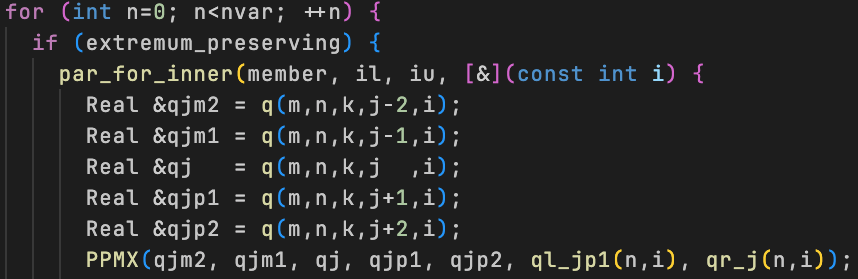 for (int n=0; n<nvar; ++n) {
  if (extremum_preserving) {
    par_for_inner(member, il, iu, [&](const int i) {
      Real &qjm2 = q(m,n,k,j-2,i);
      Real &qjm1 = q(m,n,k,j-1,i);
      Real &qj   = q(m,n,k,j  ,i);
      Real &qjp1 = q(m,n,k,j+1,i);
      Real &qjp2 = q(m,n,k,j+2,i);
      PPMX(qjm2, qjm1, qj, qjp1, qjp2, ql_jp1(n,i), qr_j(n,i));